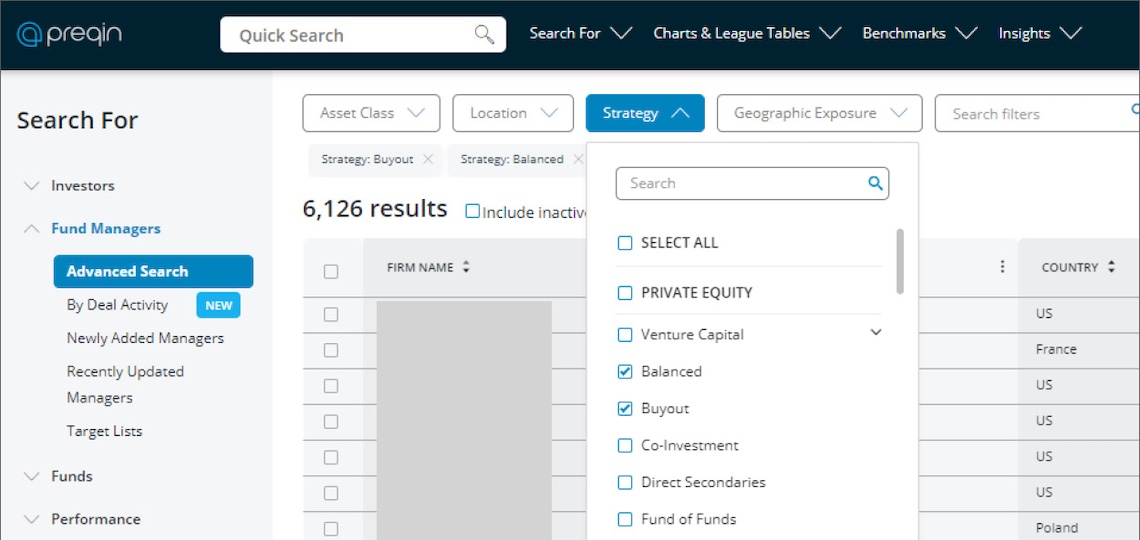 preqin
Quick Search
Search For
Charts & League Tables
Benchmarks
Insights
Search For
Investors
Fund Managers
Advanced Search
By Deal Activity NEW
Newly Added Managers
Recently Updated
Managers
Target Lists
Funds
Performance
Asset Class
Location
Strategy
Geographic Exposure
Search filters
Strategy: Buyout
Strategy: Balanced
6,126 results
Include inactive
FIRM NAME
COUNTRY
US
France
US
US
US
US
Poland
Search
SELECT ALL
PRIVATE EQUITY
Venture Capital
Balanced
Buyout
Co-Investment
Direct Secondaries
Fund of Funds